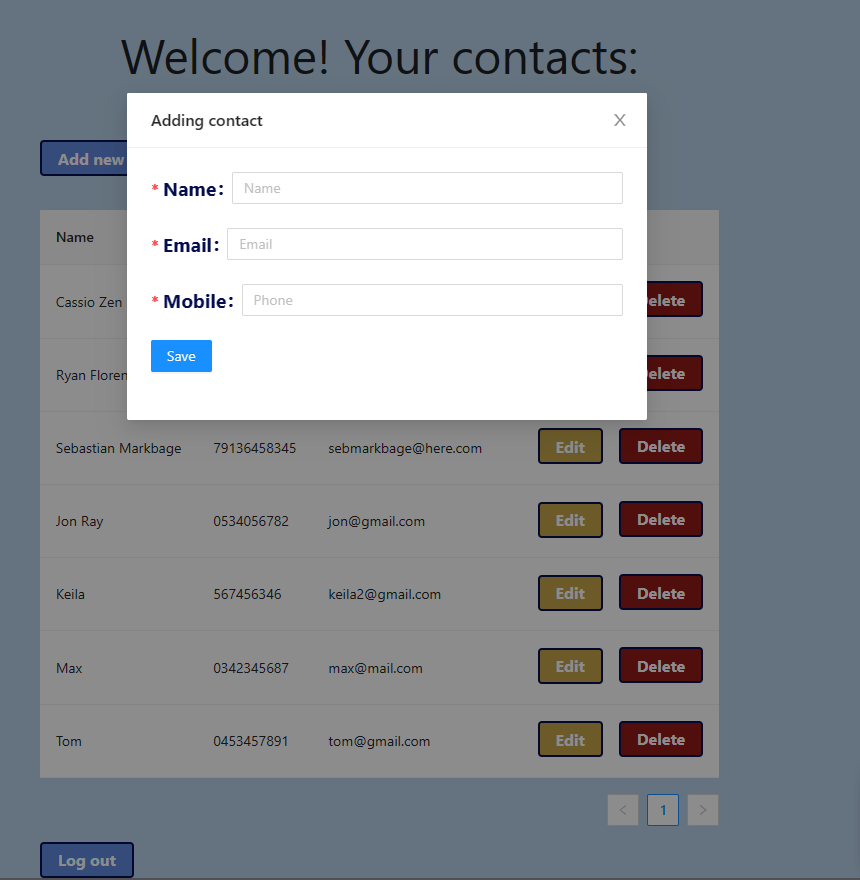 Welcome! Your contacts:
Adding contact X
Add new
* Name: Name
Name
* Email: Email
* Mobile: Phone
Cassio Zen elete
Save
Ryan Floren elete
Sebastian Markbage 79136458345 sebmarkbage@here.com Edit Delete
Jon Ray 0534056782 jon@gmail.com Edit Delete
Keila 567456346 keila2@gmail.com Edit Delete
Max 0342345687 max@mail.com Edit Delete
Tom 0453457891 tom@gmail.com Edit Delete
< 1 >
Log out